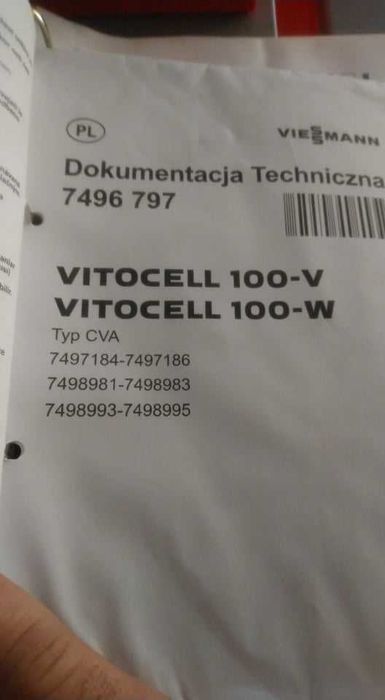 PL
VIESSMANN
Dokumentacja Techniczna
7496 797
VITOCELL 100-V
VITOCELL 100-W
Typ CVA
7497184-7497186
7498981-7498983
7498993-7498995